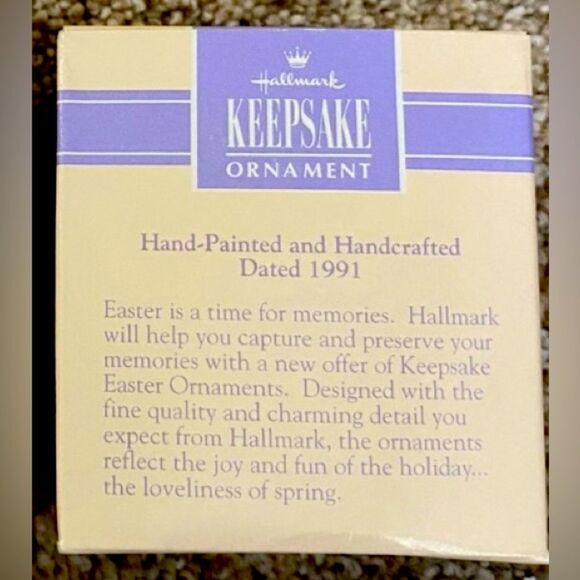 Hallmark
KEEPSAKE
ORNAMENT
Hand-Painted and Handcrafted
Dated 1991
Easter is a time for memories. Hallmark
will help you capture and preserve your
memories with a new offer of Keepsake
Easter Ornaments. Designed with the
fine quality and charming detail you
expect from Hallmark, the ornaments
reflect the joy and fun of the holiday...
the loveliness of spring.